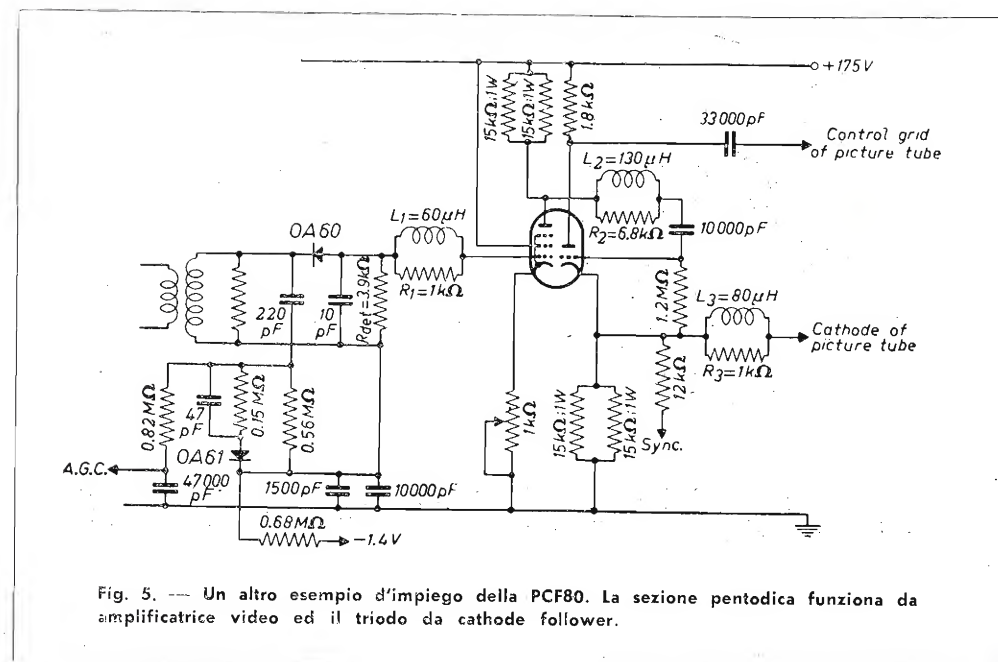 +175V
15kΩ:1W
15kΩ:1W
1.8kΩ
33000pF
Control grid
of picture tube
L2=130μH
R2=6.8kΩ
10000pF
OA60
L1=60μH
R1=1kΩ
220
pF
10
pF
Rdet=3.9kΩ
1.2MΩ
L3=80μH
R3=1kΩ
Cathode of
picture tube
12kΩ
Sync.
0.82MΩ
47
pF
0.15MΩ
0.56MΩ
1kΩ
15kΩ:1W
15kΩ:1W
OA61
A.G.C.
47000
pF
1500pF
10000pF
0.68MΩ
-1.4V
Fig. 5. — Un altro esempio d'impiego della PCF80. La sezione pentodica funziona da
amplificatrice video ed il triodo da cathode follower.